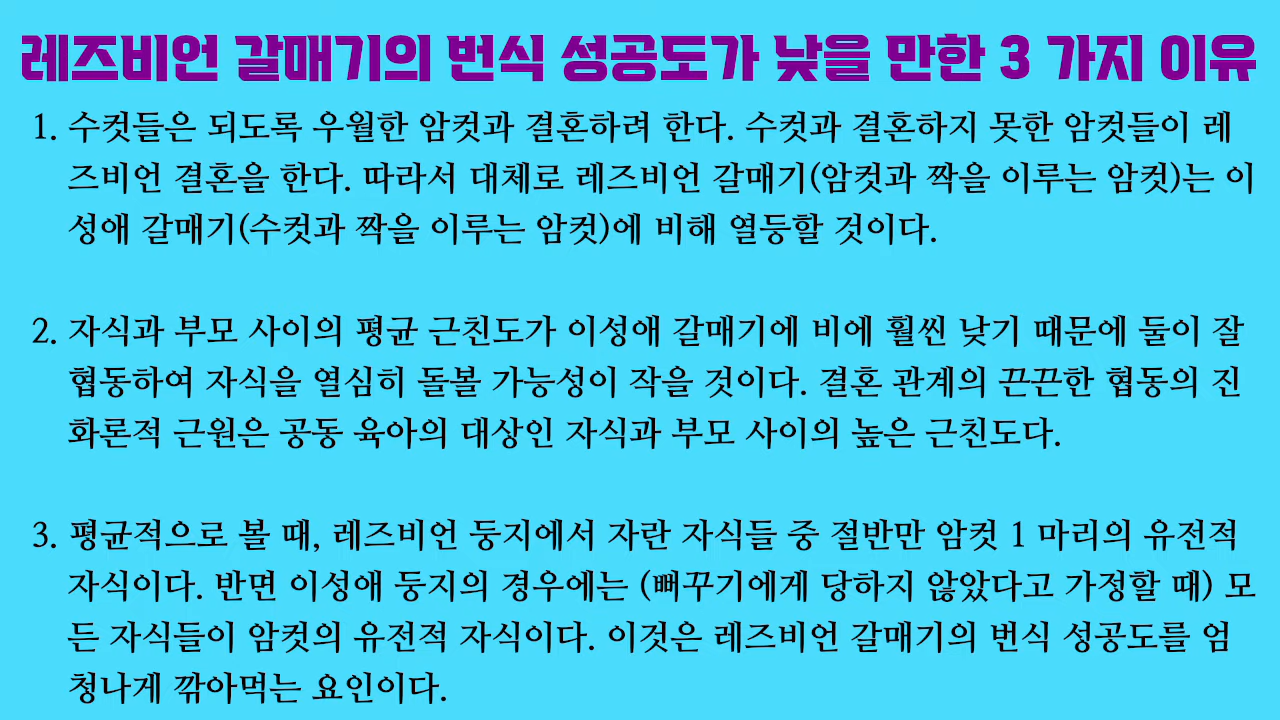 레즈비언 갈매기의 번식 성공도가 낮을 만한 3 가지 이유
1. 수컷들은 되도록 우월한 암컷과 결혼하려 한다. 수컷과 결혼하지 못한 암컷들이 레
즈비언 결혼을 한다. 따라서 대체로 레즈비언 갈매기(암컷과 짝을 이루는 암컷)는 이
성애 갈매기(수컷과 짝을 이루는 암컷)에 비해 열등할 것이다.
2. 자식과 부모 사이의 평균 근친도가 이성애 갈매기에 비에 훨씬 낮기 때문에 둘이 잘
협동하여 자식을 열심히 돌볼 가능성이 작을 것이다. 결혼 관계의 끈끈한 협동의 진
화론적 근원은 공동 육아의 대상인 자식과 부모 사이의 높은 근친도다.
3. 평균적으로 볼 때, 레즈비언 둥지에서 자란 자식들 중 절반만 암컷 1 마리의 유전적
자식이다. 반면 이성애 둥지의 경우에는 (뻐꾸기에게 당하지 않았다고 가정할 때) 모
든 자식들이 암컷의 유전적 자식이다. 이것은 레즈비언 갈매기의 번식 성공도를 엄
청나게 깎아먹는 요인이다.